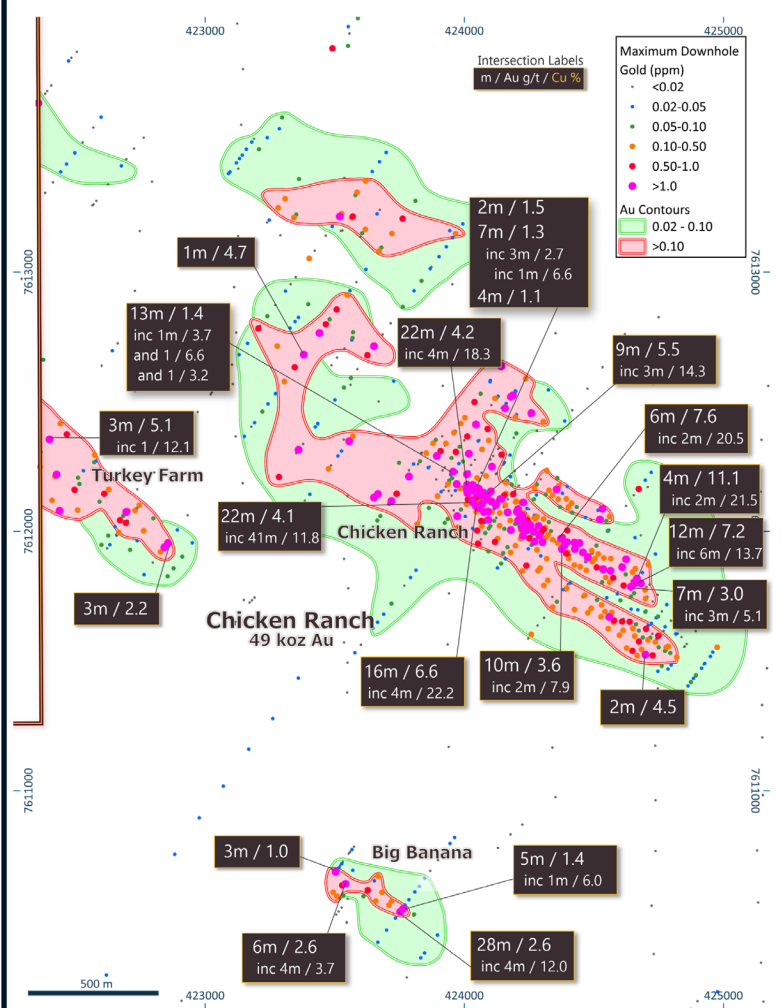 423000
424000
425000
Intersection Labels
m / Au g/t / Cu %
Maximum Downhole
Gold (ppm)
<0.02
0.02-0.05
0.05-0.10
0.10-0.50
0.50-1.0
>1.0
Au Contours
0.02 - 0.10
>0.10
7613000
7613000
2m / 1.5
7m / 1.3
inc 3m / 2.7
inc 1m / 6.6
4m / 1.1
1m / 4.7
13m / 1.4
inc 1m / 3.7
and 1 / 6.6
and 1 / 3.2
22m / 4.2
inc 4m / 18.3
9m / 5.5
inc 3m / 14.3
3m / 5.1
inc 1 / 12.1
6m / 7.6
inc 2m / 20.5
Turkey Farm
4m / 11.1
inc 2m / 21.5
22m / 4.1
inc 41m / 11.8
Chicken Ranch
12m / 7.2
inc 6m / 13.7
7612000
7612000
3m / 2.2
7m / 3.0
inc 3m / 5.1
Chicken Ranch
49 koz Au
16m / 6.6
inc 4m / 22.2
10m / 3.6
inc 2m / 7.9
2m / 4.5
7611000
7611000
3m / 1.0
Big Banana
5m / 1.4
inc 1m / 6.0
6m / 2.6
inc 4m / 3.7
28m / 2.6
inc 4m / 12.0
500 m
423000
424000
425000